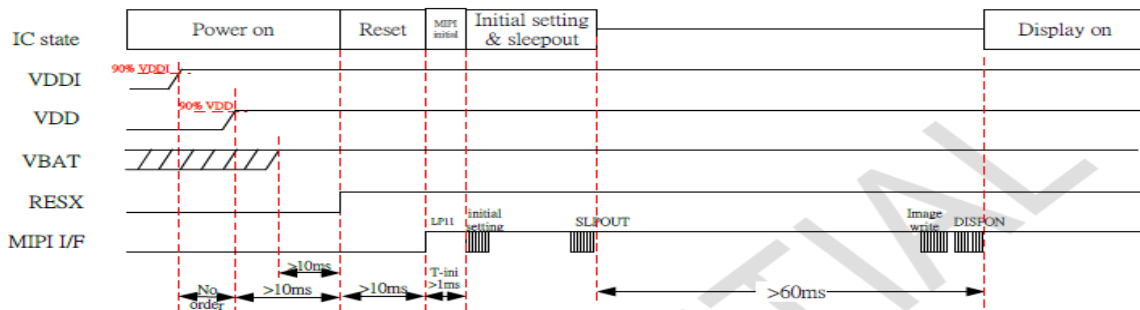 IC state
Power on
Reset
MIPI
initial
Initial setting
& sleepout
Display on
VDDI
90% VDDI
VDD
90% VDD
VBAT
RESX
MIPI I/F
LP11
initial
setting
SLPOUT
Image
write
DISPON
>10ms
No
order
>10ms
>10ms
T-ini
>1ms
>60ms
TIAL